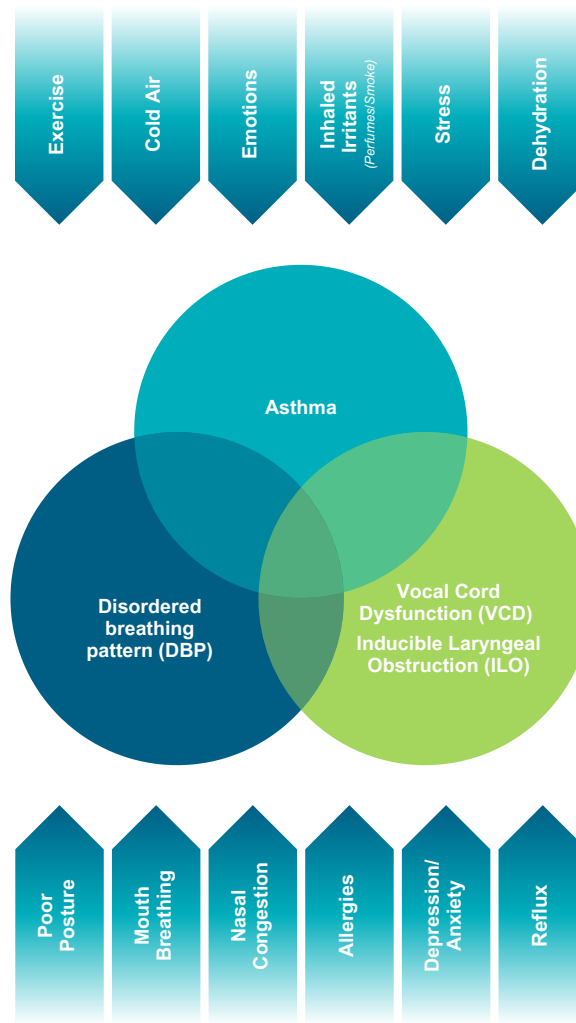 Exercise
Cold Air
Emotions
Inhaled
Irritants
(Perfumes/Smoke)
Stress
Dehydration
Asthma
Disordered
breathing
pattern (DBP)
Vocal Cord
Dysfunction (VCD)
Inducible Laryngeal
Obstruction (ILO)
Poor
Posture
Mouth
Breathing
Nasal
Congestion
Allergies
Depression/
Anxiety
Reflux